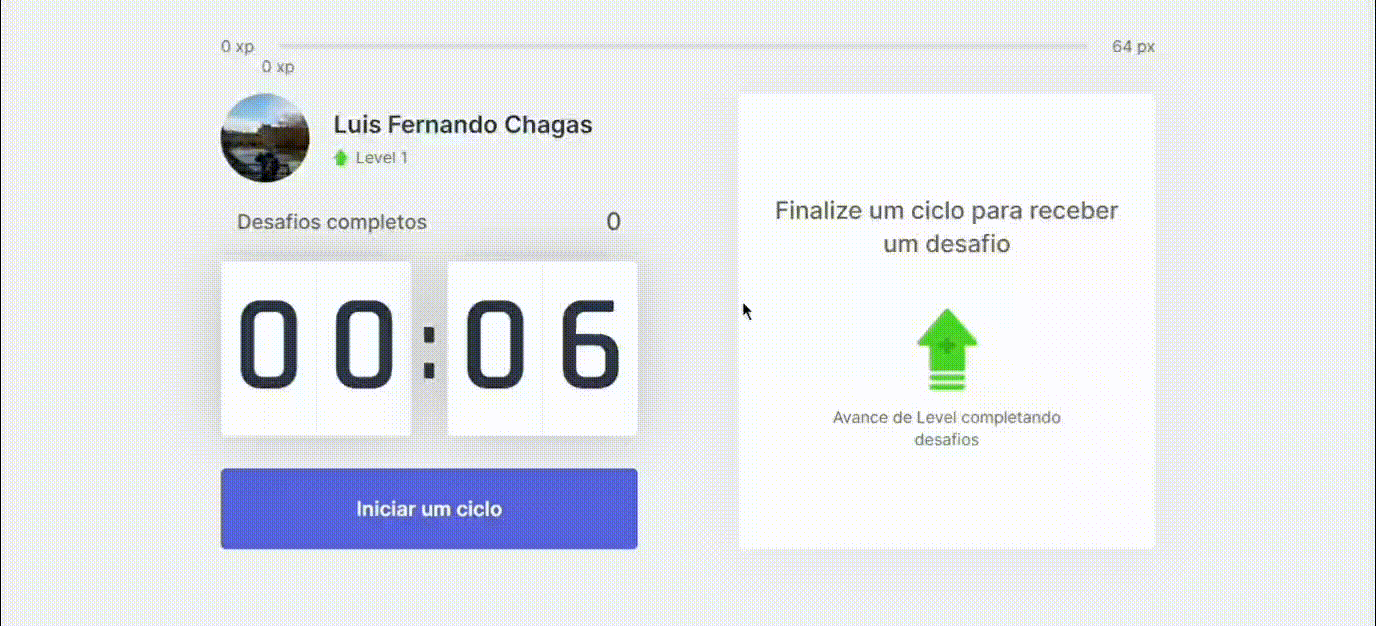 0 xp
64 px
0 xp
Luis Fernando Chagas
Level 1
Desafios completos
0
00:06
Iniciar um ciclo
Finalize um ciclo para receber
um desafio
Avance de Level completando
desafios